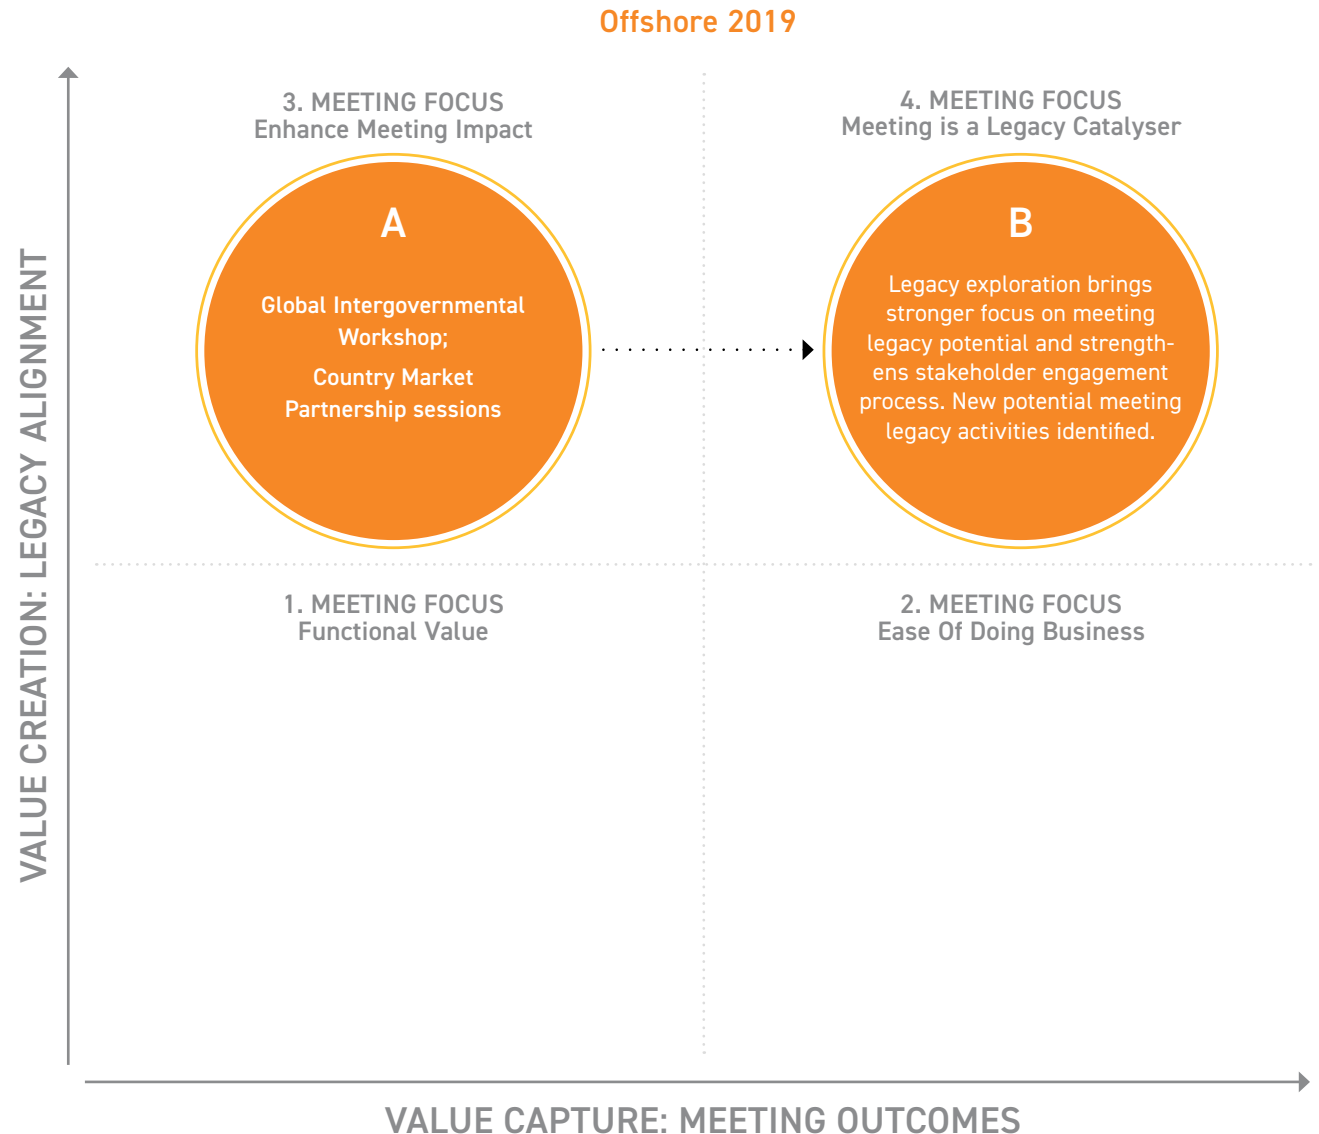 Offshore 2019
3. MEETING FOCUS
Enhance Meeting Impact
4. MEETING FOCUS
Meeting is a Legacy Catalyser
A
Global Intergovernmental
Workshop;
Country Market
Partnership sessions
B
Legacy exploration brings
stronger focus on meeting
legacy potential and strength-
ens stakeholder engagement
process. New potential meeting
legacy activities identified.
1. MEETING FOCUS
Functional Value
2. MEETING FOCUS
Ease Of Doing Business
VALUE CREATION: LEGACY ALIGNMENT
VALUE CAPTURE: MEETING OUTCOMES